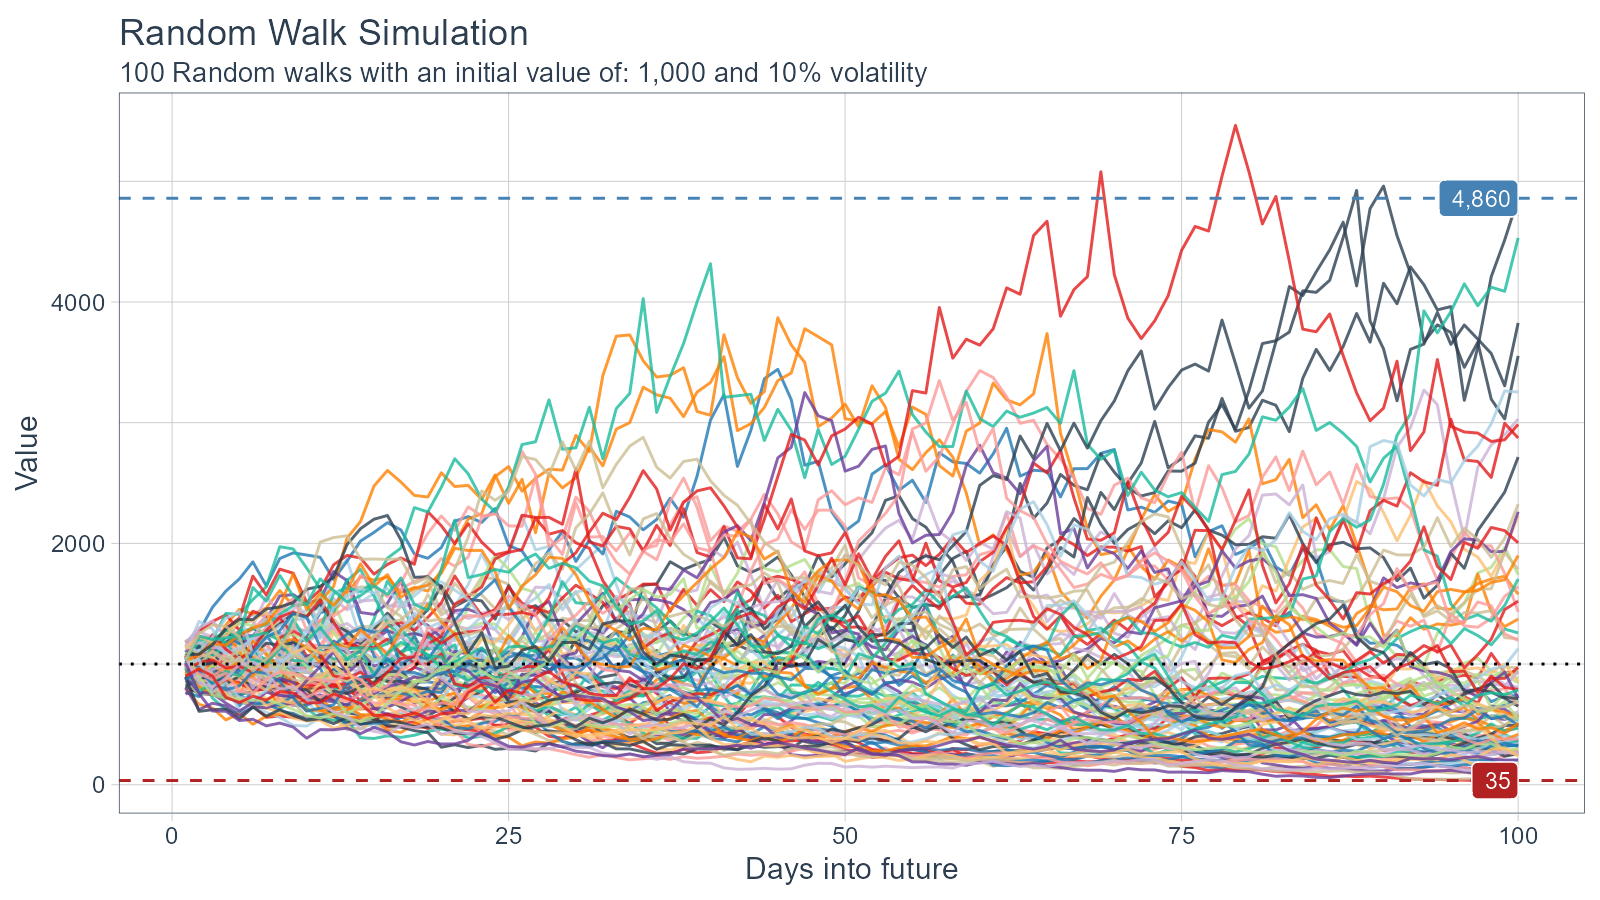 Random Walk Simulation
100 Random walks with an initial value of: 1,000 and 10% volatility
Value
4000
2000
0
4,860
35
0 25 50 75 100
Days into future